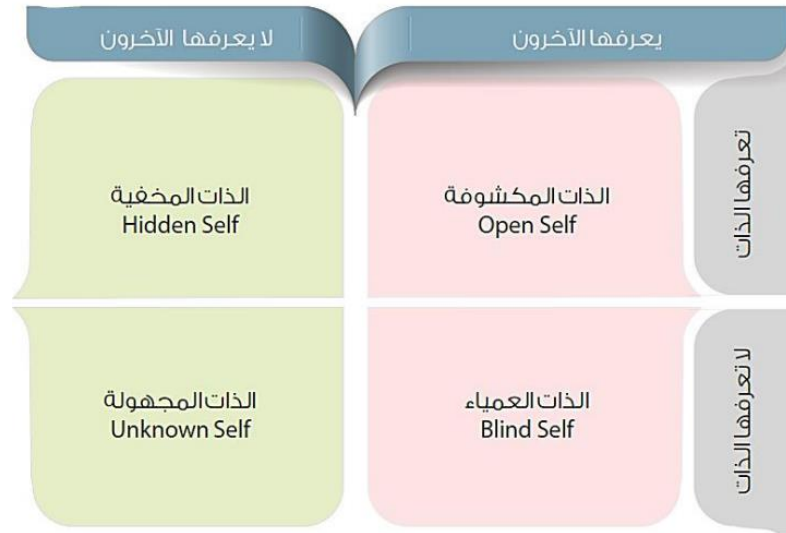 يعرفها الآخرون
لا يعرفها الآخرون
تعرفها الذات
الذات المكشوفة
Open Self
الذات المخفية
Hidden Self
لا تعرفها الذات
الذات العمياء
Blind Self
الذات المجهولة
Unknown Self